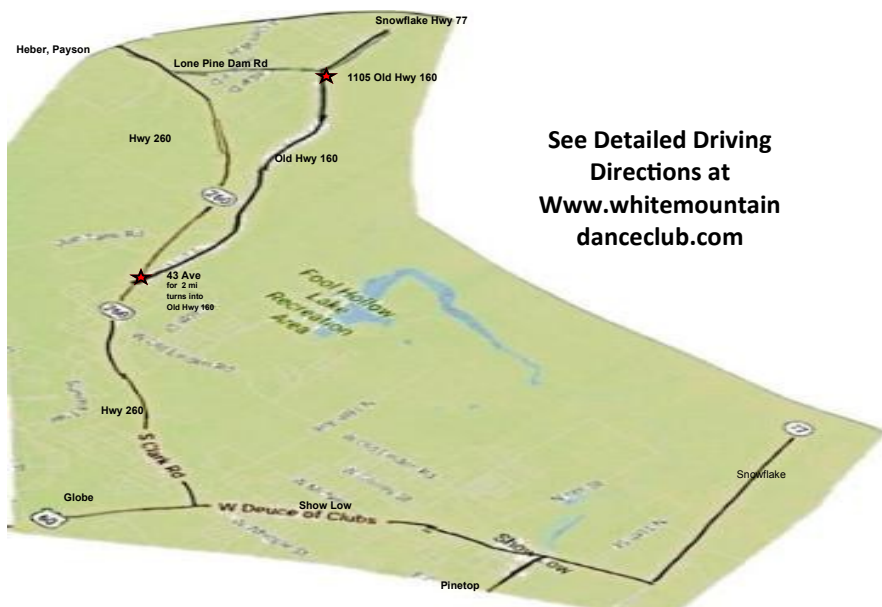 Snowflake Hwy 77
Heber, Payson
Lone Pine Dam Rd
1105 Old Hwy 160
Hwy 260
Old Hwy 160
See Detailed Driving
Directions at
Www.whitemountain
danceclub.com
260
43 Ave
for 2 mi
turns into
Old Hwy 160
Fool Hollow
Lake
Recreation
Area
260
Hwy 260
S Clark Rd
77
Snowflake
Globe
60
Show Low
W Deuce of Clubs
Show Low
Pinetop